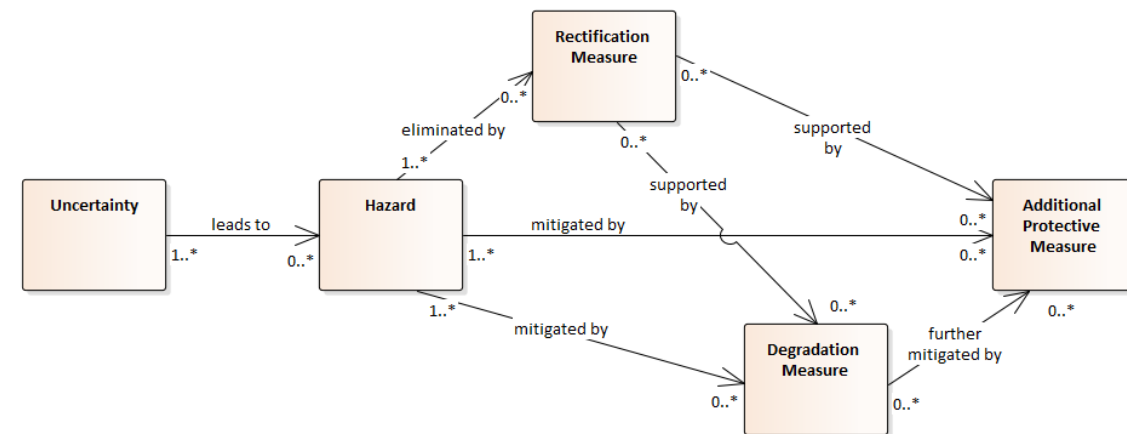 Rectification
Measure
0..*
0..*
eliminated by
1..*
0..*
supported
by
supported
by
Uncertainty
leads to
1..*
0..*
Hazard
mitigated by
1..*
0..*
0..*
Additional
Protective
Measure
1..*
mitigated by
0..*
0..*
Degradation
Measure
further
mitigated by
0..*
0..*